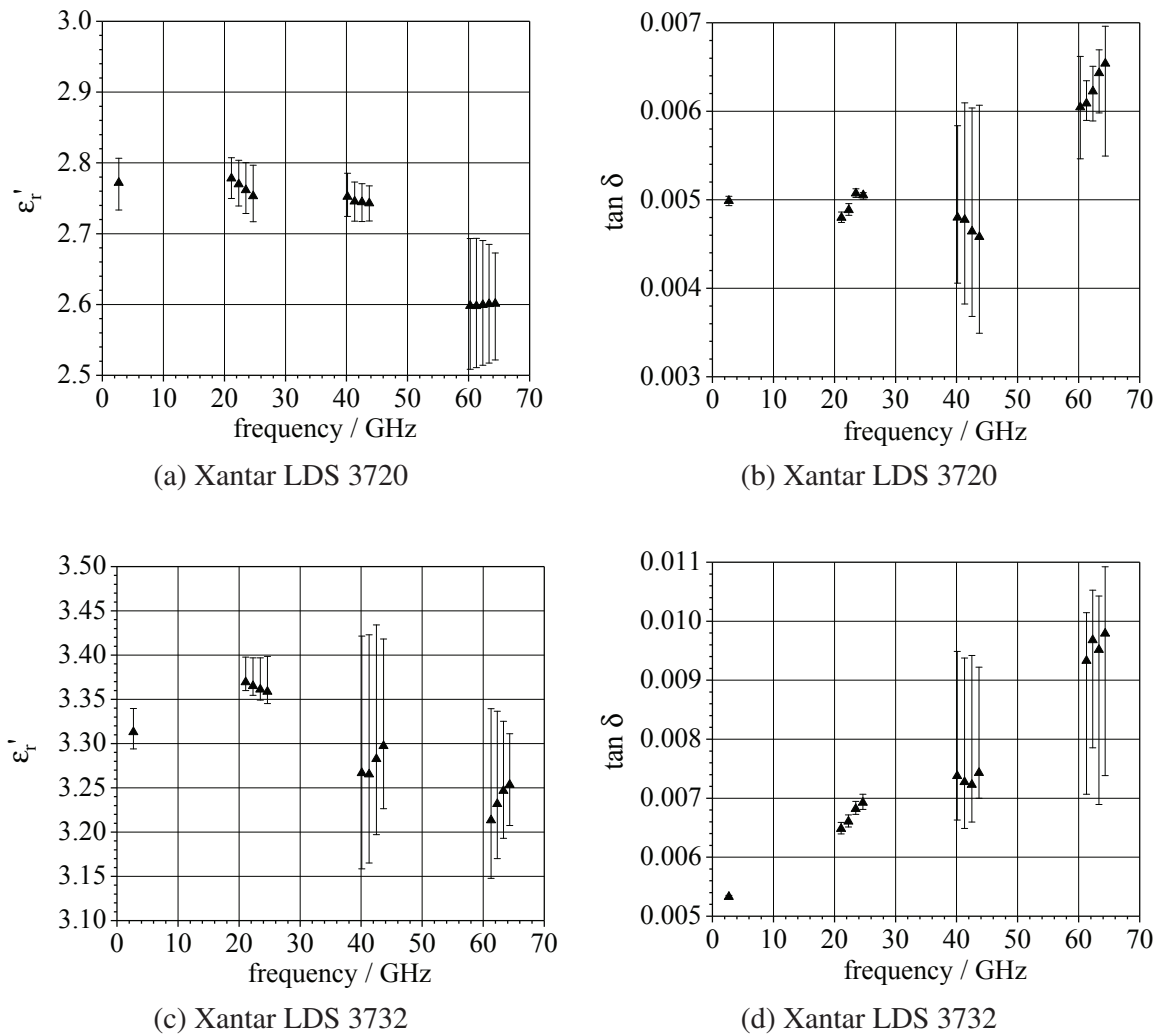 3.0
2.9
2.8
2.7
2.6
2.5
εr'
0 10 20 30 40 50 60 70
frequency / GHz
(a) Xantar LDS 3720
0.007
0.006
0.005
0.004
0.003
tan δ
0 10 20 30 40 50 60 70
frequency / GHz
(b) Xantar LDS 3720
3.50
3.45
3.40
3.35
3.30
3.25
3.20
3.15
3.10
εr'
0 10 20 30 40 50 60 70
frequency / GHz
(c) Xantar LDS 3732
0.011
0.010
0.009
0.008
0.007
0.006
0.005
tan δ
0 10 20 30 40 50 60 70
frequency / GHz
(d) Xantar LDS 3732